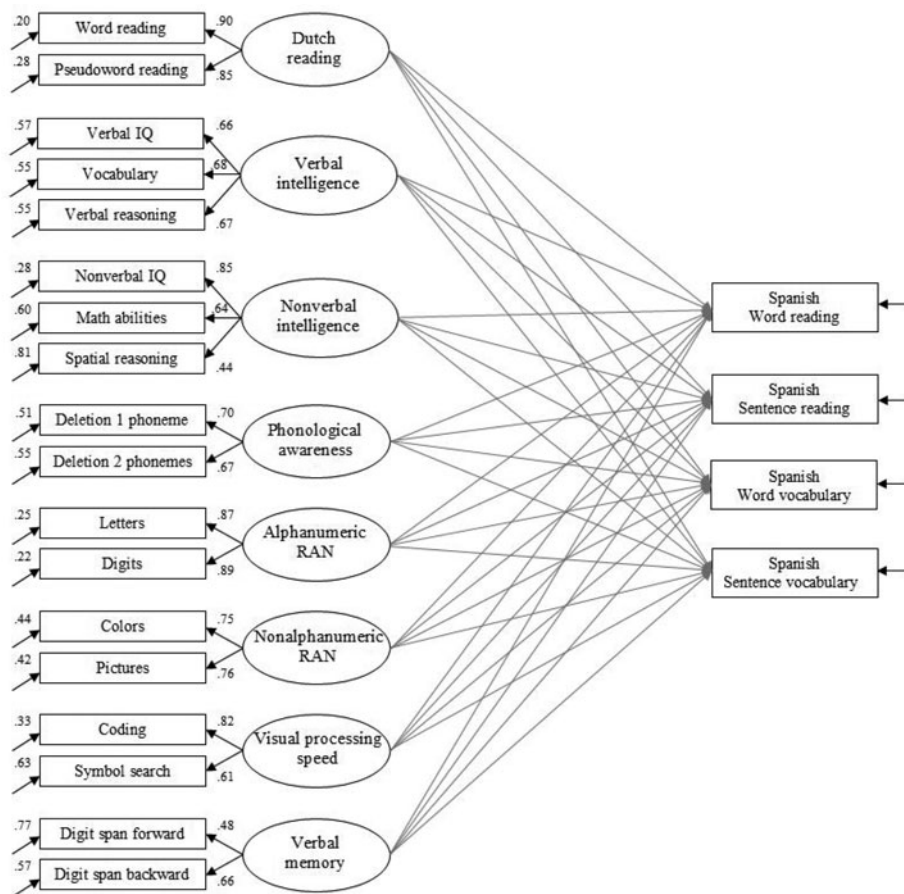 .20
Word reading
.90
Dutch
reading
.28
Pseudoword reading
.85
.57
Verbal IQ
.66
Verbal
intelligence
.55
Vocabulary
.68
.55
Verbal reasoning
.67
.28
Nonverbal IQ
.85
Nonverbal
intelligence
.60
Math abilities
.64
.81
Spatial reasoning
.44
.51
Deletion 1 phoneme
.70
Phonological
awareness
.55
Deletion 2 phonemes
.67
.25
Letters
.87
Alphanumeric
RAN
.22
Digits
.89
.44
Colors
.75
Nonalphanumeric
RAN
.42
Pictures
.76
.33
Coding
.82
Visual processing
speed
.63
Symbol search
.61
.77
Digit span forward
.48
Verbal
memory
.57
Digit span backward
.66
Spanish
Word reading
Spanish
Sentence reading
Spanish
Word vocabulary
Spanish
Sentence vocabulary